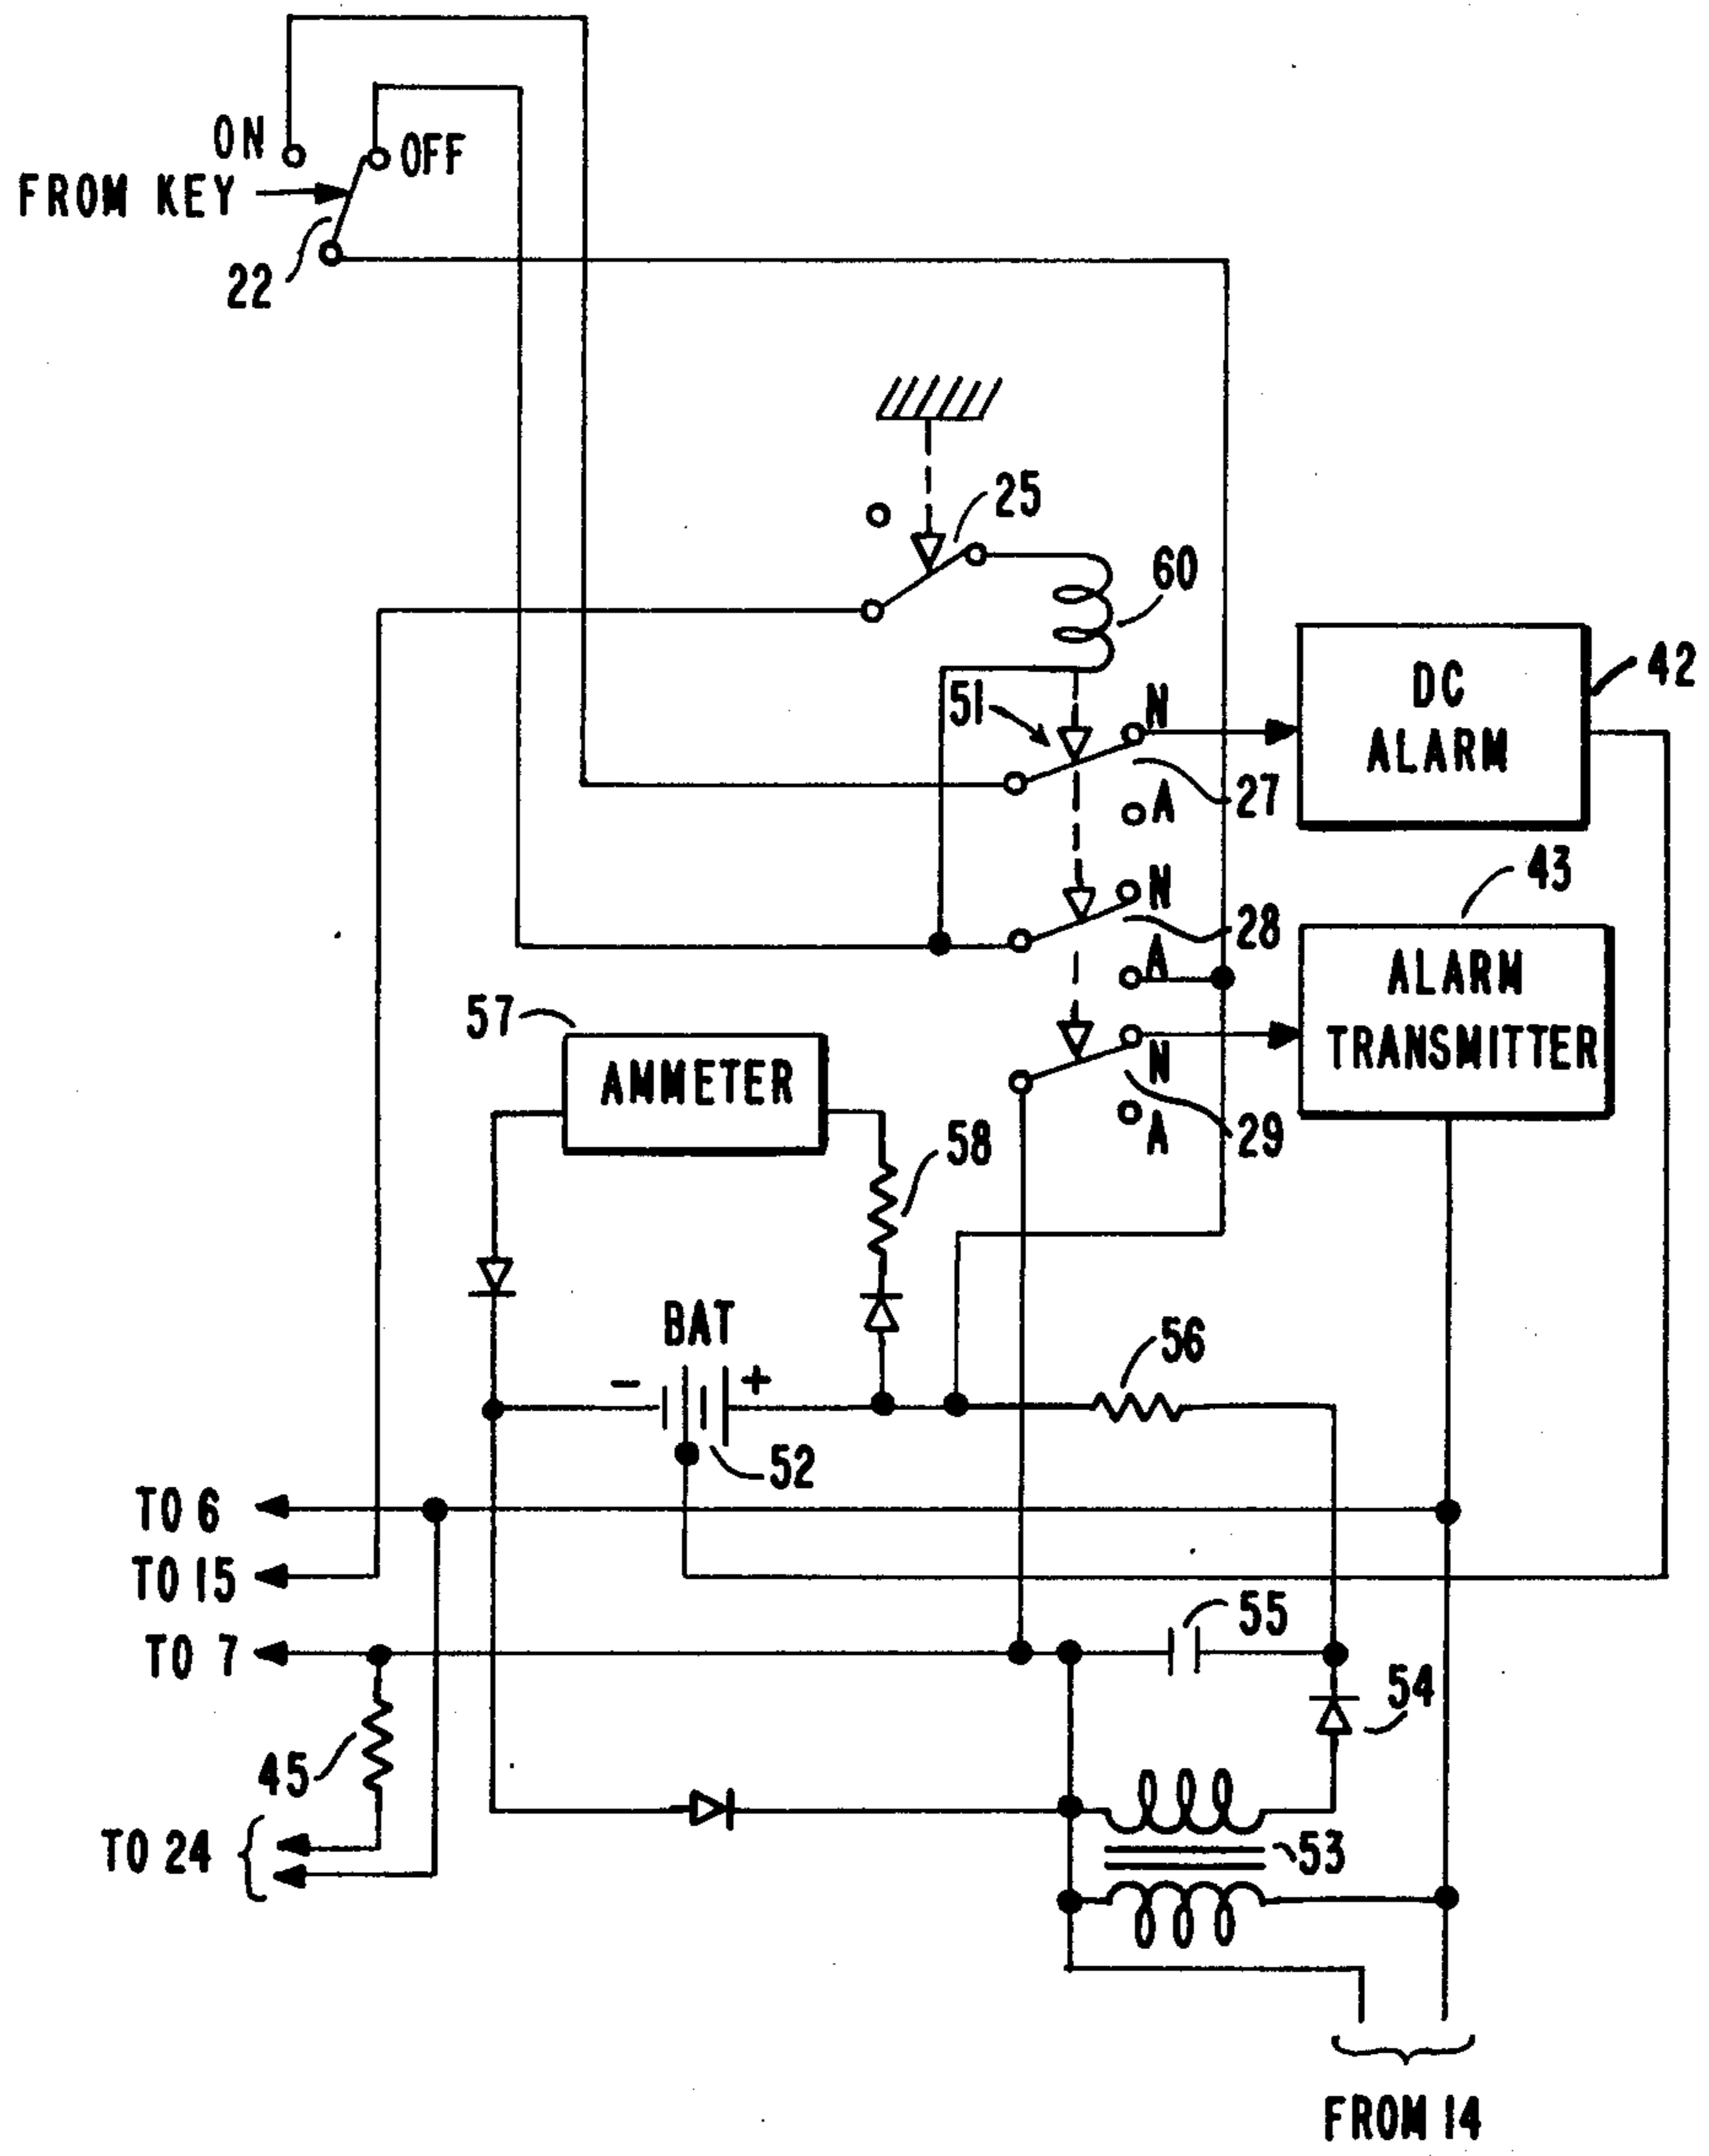 ON
OFF
FROM KEY
22
25
60
DC
ALARM
42
51
N
27
A
N
28
A
43
ALARM
TRANSMITTER
57
AMMETER
N
A
29
58
BAT
- +
56
52
TO 6
TO 15
55
TO 7
54
45
TO 24
53
FROM 14